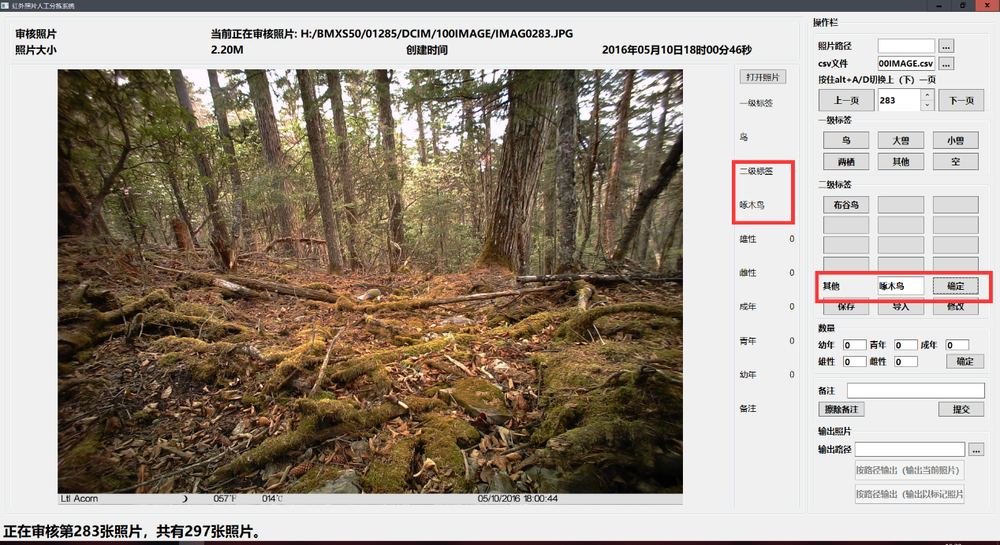 红外照片人工分拣系统
审核照片
当前正在审核照片: H:/BMXS50/01285/DCIM/100IMAGE/IMAG0283.JPG
照片大小
2.20M
创建时间
2016年05月10日18时00分46秒
打开照片
一级标签
鸟
二级标签
啄木鸟
雄性 0
雌性 0
成年 0
青年 0
幼年 0
备注
Ltl Acorn 057°F 014°C 05/10/2016 18:00:44
操作栏
照片路径 ...
csv文件 00IMAGE.csv ...
按住alt+A/D切换上（下）一页
上一页 283 下一页
一级标签
鸟 大兽 小兽
两栖 其他 空
二级标签
布谷鸟
其他 啄木鸟 确定
保存 导入 修改
数量
幼年 0 青年 0 成年 0
雄性 0 雌性 0 确定
备注
擦除备注 提交
输出照片
输出路径 ...
按路径输出（输出当前照片）
按路径输出（输出以标记照片
正在审核第283张照片，共有297张照片。